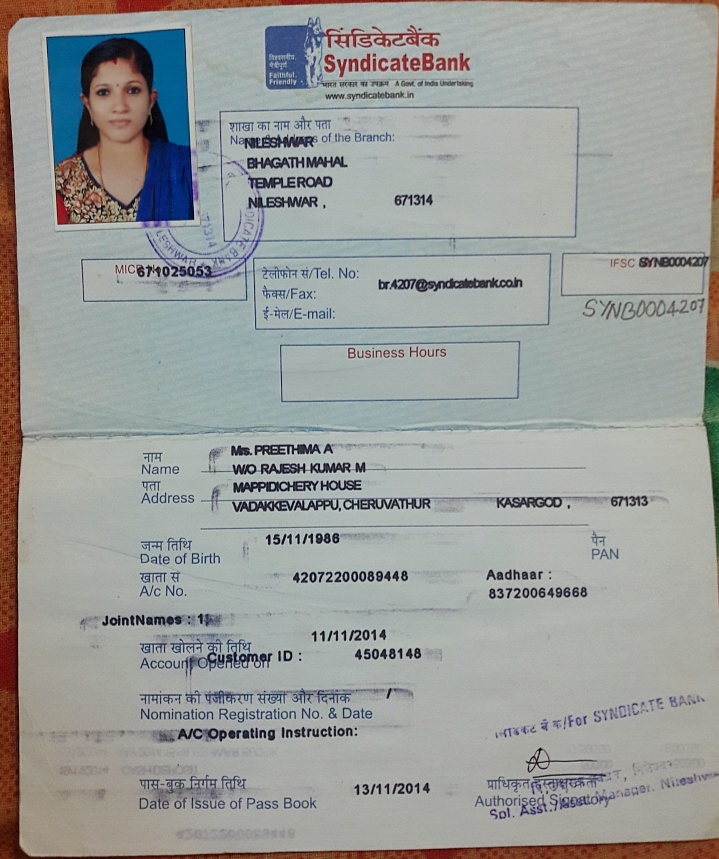 सिंडिकेटबैंक
SyndicateBank
विश्वसनीय, मैत्रीपूर्ण
Faithful, Friendly
भारत सरकार का उपक्रम A Govt. of India Undertaking
www.syndicatebank.in
शाखा का नाम और पता
of the Branch:
NILESHWAR
BHAGATH MAHAL
TEMPLE ROAD
NILESHWAR , 671314
MICR 671025053
टेलीफोन सं/Tel. No:
फैक्स/Fax:
br.4207@syndicatebank.co.in
ई-मेल/E-mail:
IFSC SYNB0004207
SYNB0004207
Business Hours
नाम
Name
Mrs. PREETHIMA A
W/O RAJESH KUMAR M
पता
Address
MAPPIDICHERY HOUSE
VADAKKEVALAPPU, CHERUVATHUR KASARGOD , 671313
जन्म तिथि
Date of Birth
15/11/1986
पैन
PAN
खाता सं
A/c No.
42072200089448
Aadhaar :
837200649668
JointNames : 1.
खाता खोलने की तिथि
Account Opened on
11/11/2014
Customer ID : 45048148
नामांकन की पंजीकरण संख्या और दिनांक /
Nomination Registration No. & Date
A/C Operating Instruction:
For SYNDICATE BANK
पास-बुक निर्गम तिथि
Date of Issue of Pass Book
13/11/2014
प्राधिकृत हस्ताक्षरकर्ता
Authorised Signatory
Manager, Nileshwar